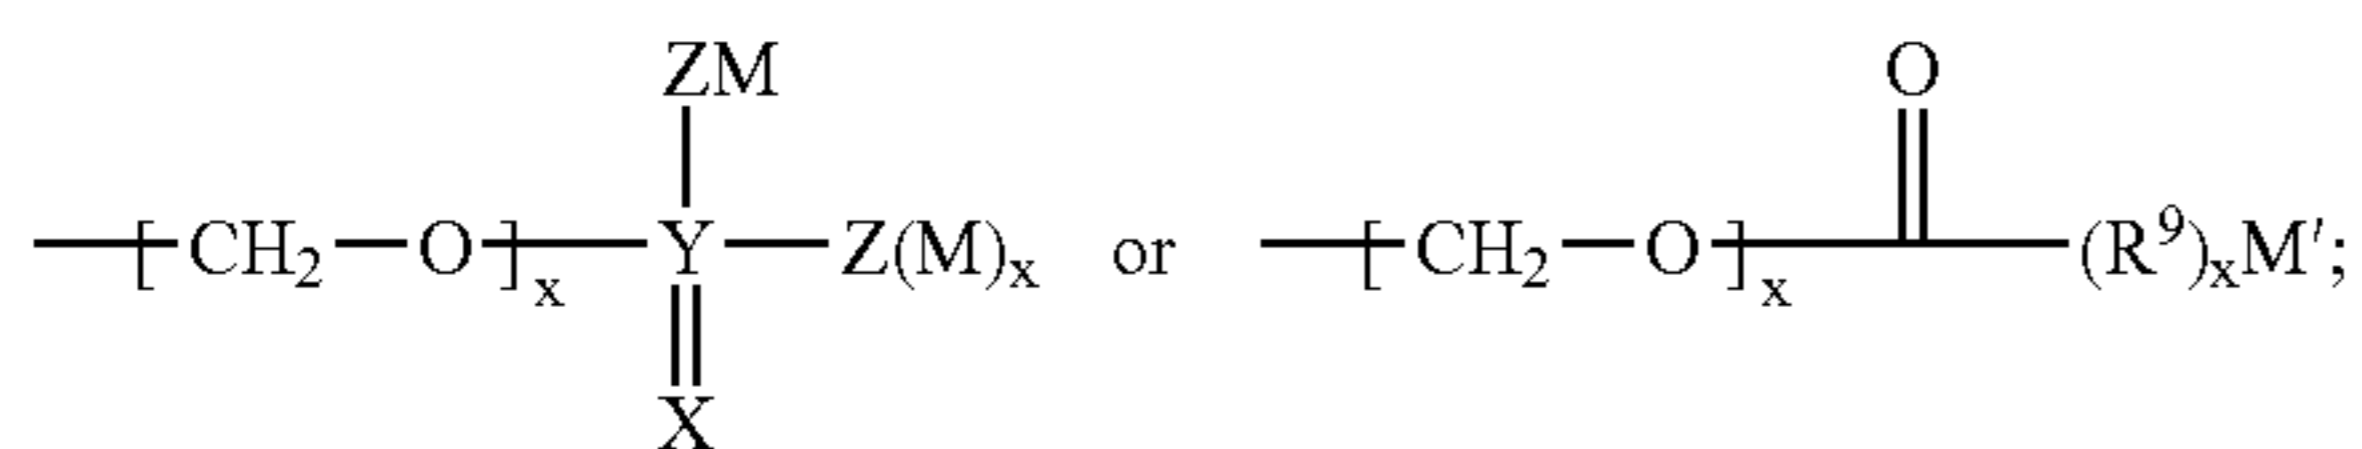 ZM O
[CH₂—O]ₓ—Y—Z(M)ₓ or [CH₂—O]ₓ (R⁹)ₓM′;
X